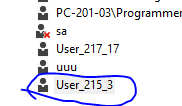 PC-201-03\Programmer
sa
User_217_17
uuu
User_215_3